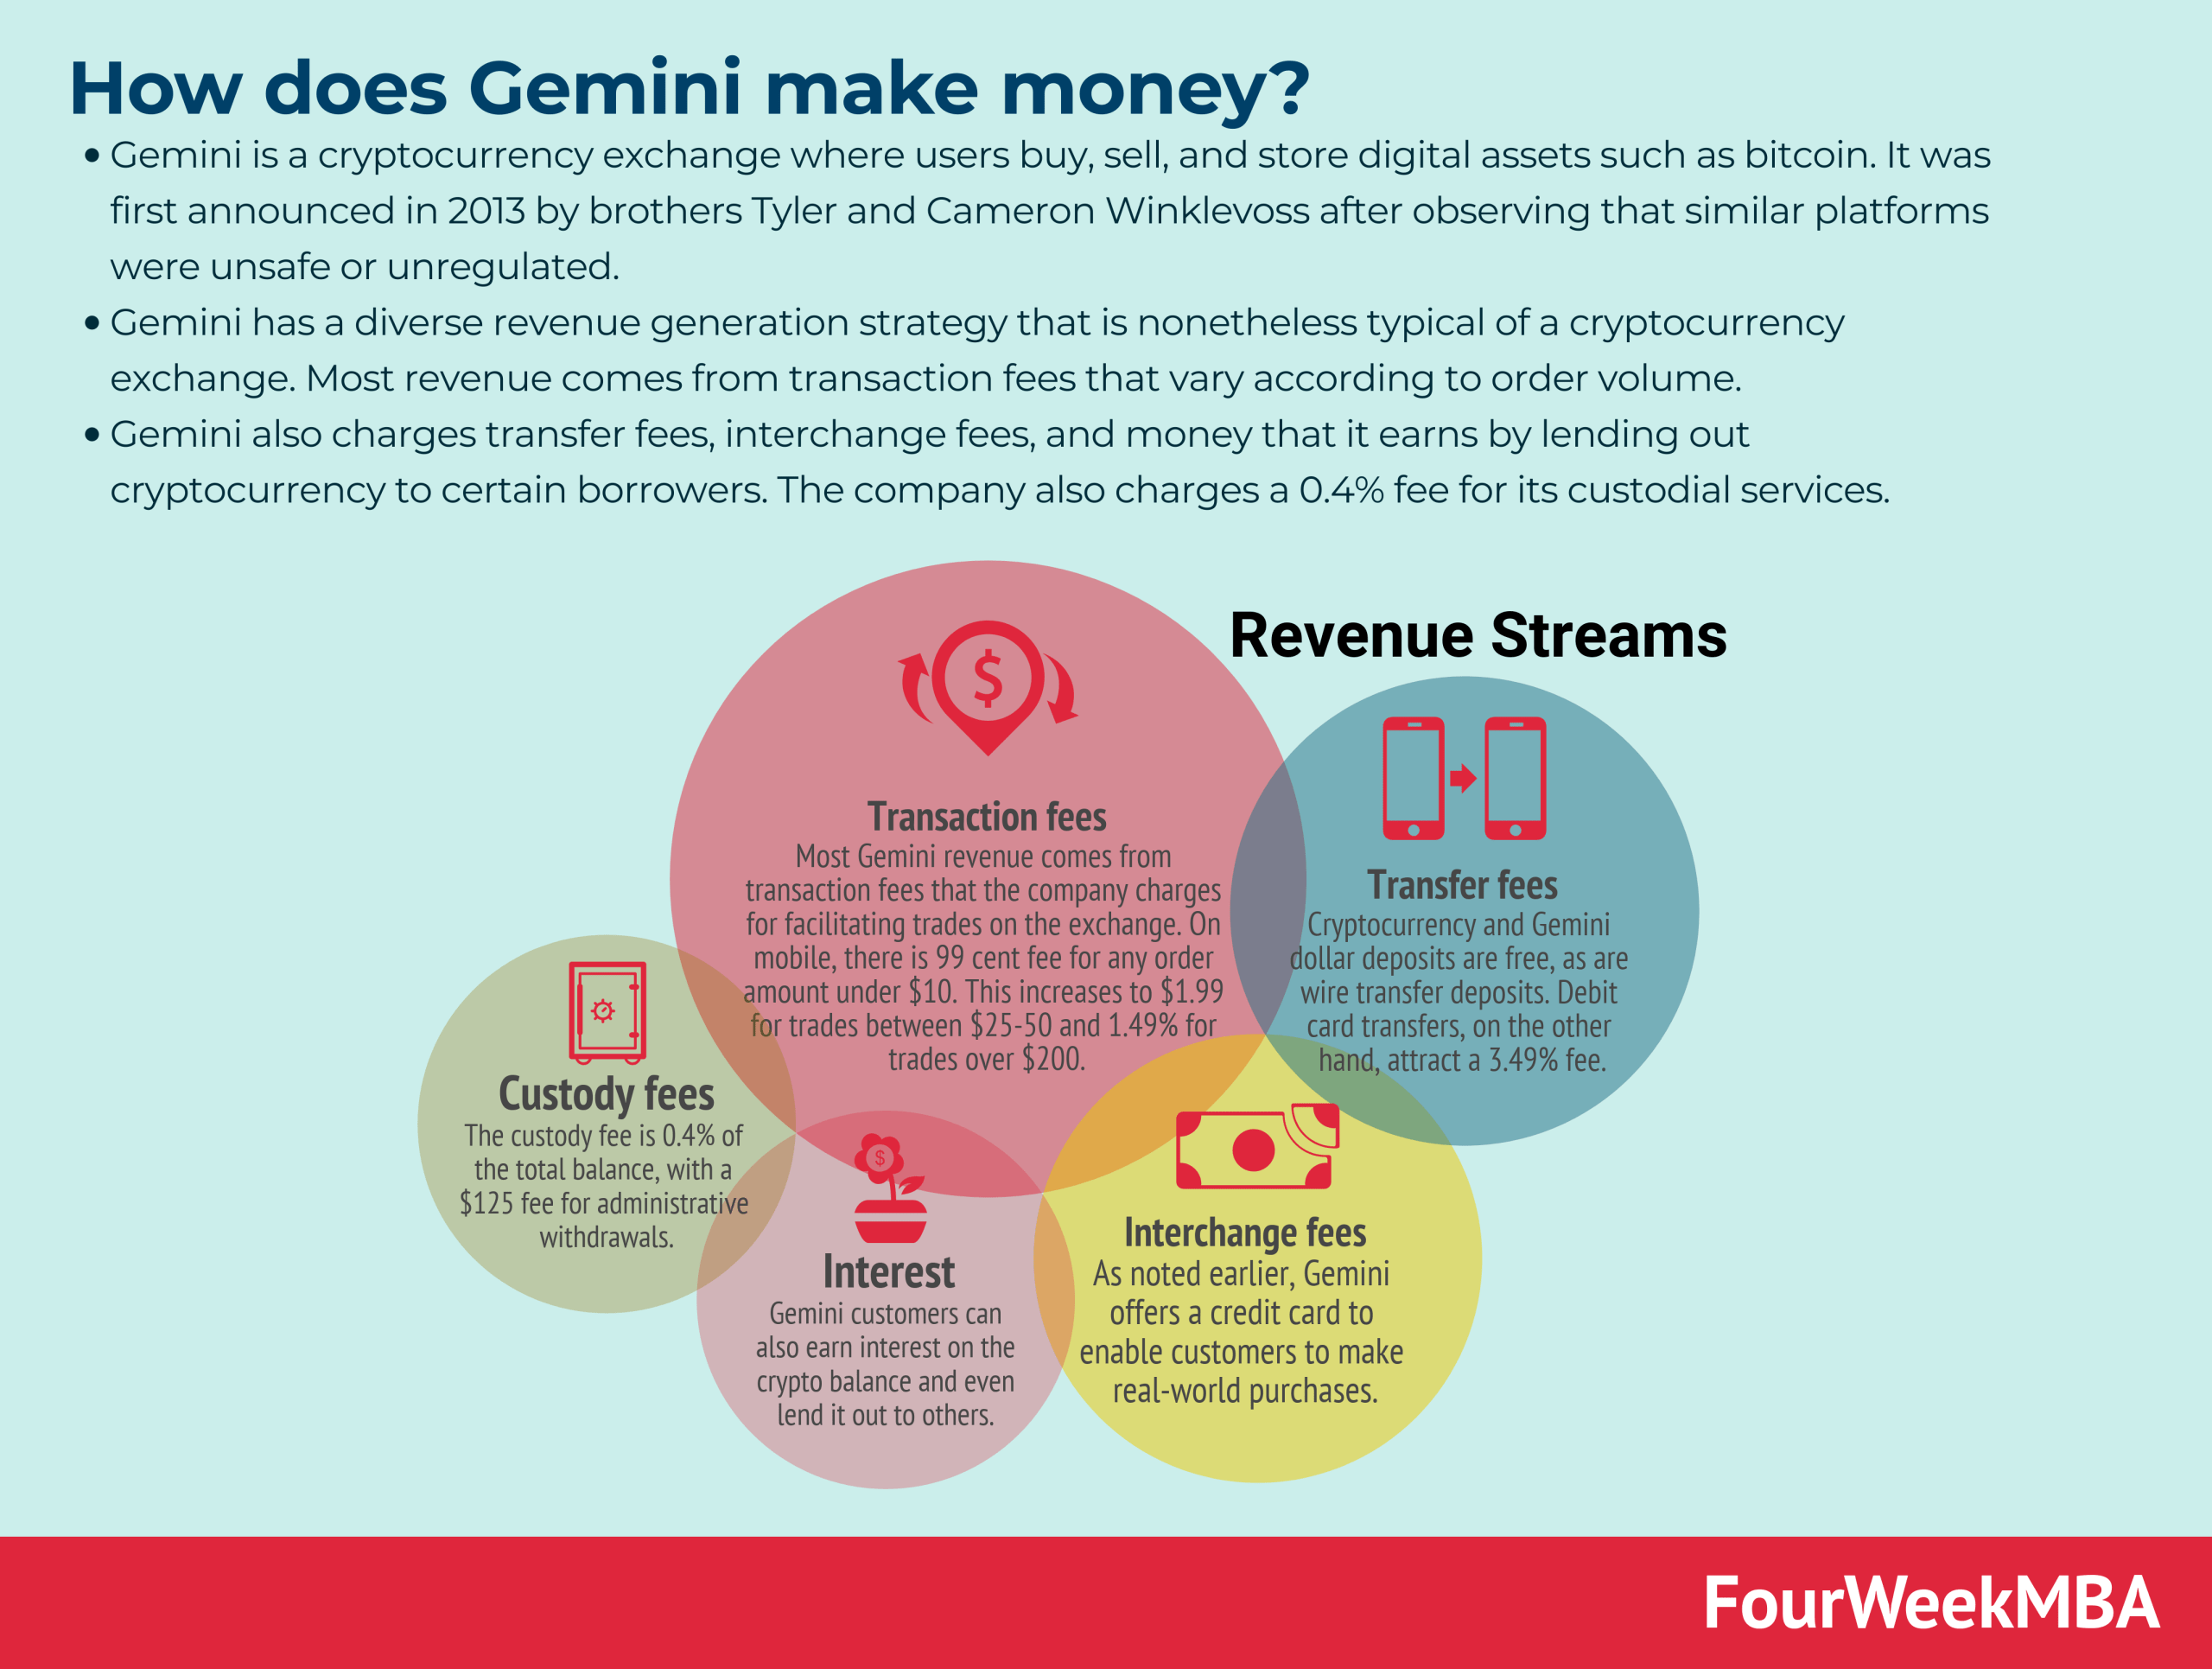 How does Gemini make money?
• Gemini is a cryptocurrency exchange where users buy, sell, and store digital assets such as bitcoin. It was
first announced in 2013 by brothers Tyler and Cameron Winklevoss after observing that similar platforms
were unsafe or unregulated.
• Gemini has a diverse revenue generation strategy that is nonetheless typical of a cryptocurrency
exchange. Most revenue comes from transaction fees that vary according to order volume.
• Gemini also charges transfer fees, interchange fees, and money that it earns by lending out
cryptocurrency to certain borrowers. The company also charges a 0.4% fee for its custodial services.
Revenue Streams
$
Transaction fees
Most Gemini revenue comes from
transaction fees that the company charges
for facilitating trades on the exchange. On
mobile, there is 99 cent fee for any order
amount under $10. This increases to $1.99
for trades between $25-50 and 1.49% for
trades over $200.
Transfer fees
Cryptocurrency and Gemini
dollar deposits are free, as are
wire transfer deposits. Debit
card transfers, on the other
hand, attract a 3.49% fee.
Custody fees
The custody fee is 0.4% of
the total balance, with a
$125 fee for administrative
withdrawals.
$
Interest
Gemini customers can
also earn interest on the
crypto balance and even
lend it out to others.
Interchange fees
As noted earlier, Gemini
offers a credit card to
enable customers to make
real-world purchases.
FourWeekMBA